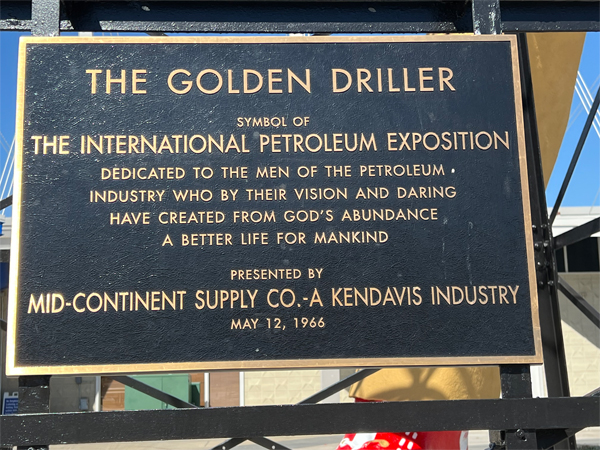 THE GOLDEN DRILLER
SYMBOL OF
THE INTERNATIONAL PETROLEUM EXPOSITION
DEDICATED TO THE MEN OF THE PETROLEUM
INDUSTRY WHO BY THEIR VISION AND DARING
HAVE CREATED FROM GOD'S ABUNDANCE
A BETTER LIFE FOR MANKIND
PRESENTED BY
MID-CONTINENT SUPPLY CO.-A KENDAVIS INDUSTRY
MAY 12, 1966